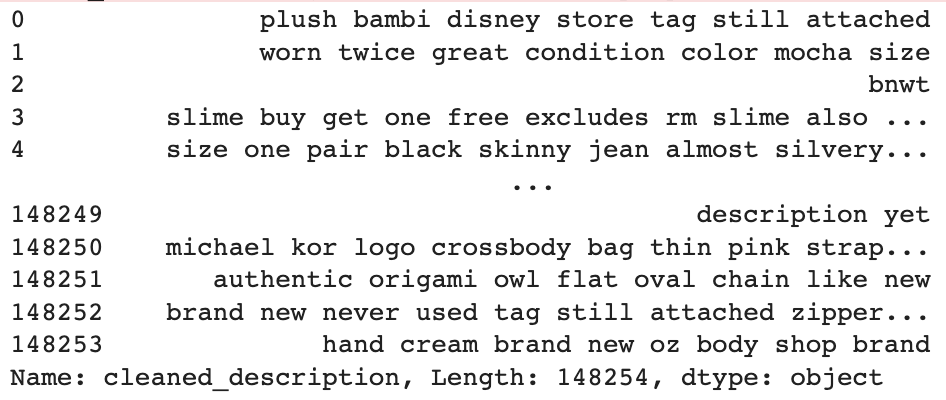 0 plush bambi disney store tag still attached
1 worn twice great condition color mocha size
2 bnwt
3 slime buy get one free excludes rm slime also ...
4 size one pair black skinny jean almost silvery...
...
148249 description yet
148250 michael kor logo crossbody bag thin pink strap...
148251 authentic origami owl flat oval chain like new
148252 brand new never used tag still attached zipper...
148253 hand cream brand new oz body shop brand
Name: cleaned_description, Length: 148254, dtype: object